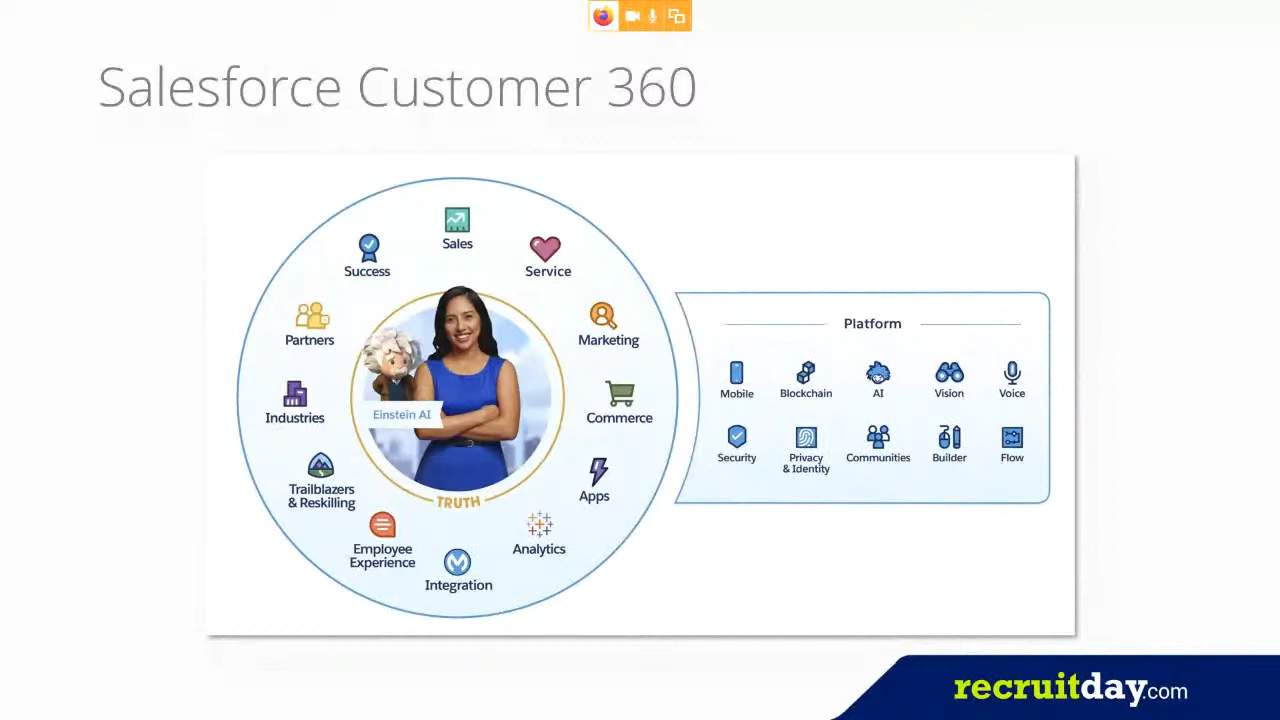 Salesforce Customer 360
Sales
Success
Service
Partners
Marketing
Einstein AI
Industries
Commerce
Trailblazers
& Reskilling
TRUTH
Apps
Employee
Experience
Analytics
Integration
Platform
Mobile
Blockchain
AI
Vision
Voice
Security
Privacy
& Identity
Communities
Builder
Flow
recruitday.com